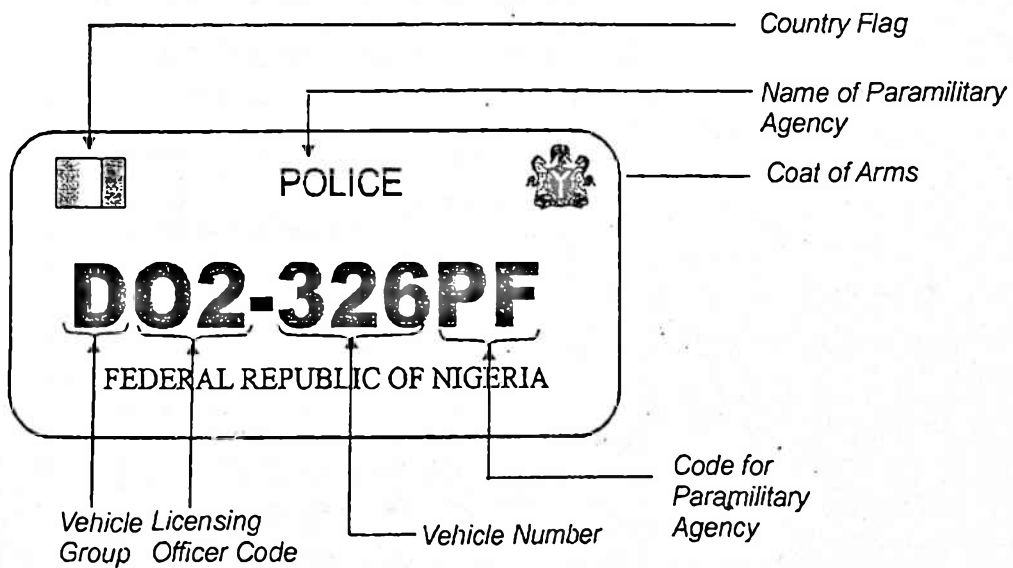 Country Flag
Name of Paramilitary
Agency
Coat of Arms
POLICE
DO2-326PF
FEDERAL REPUBLIC OF NIGERIA
Code for
Paramilitary
Agency
Vehicle Number
Vehicle
Group
Licensing
Officer Code